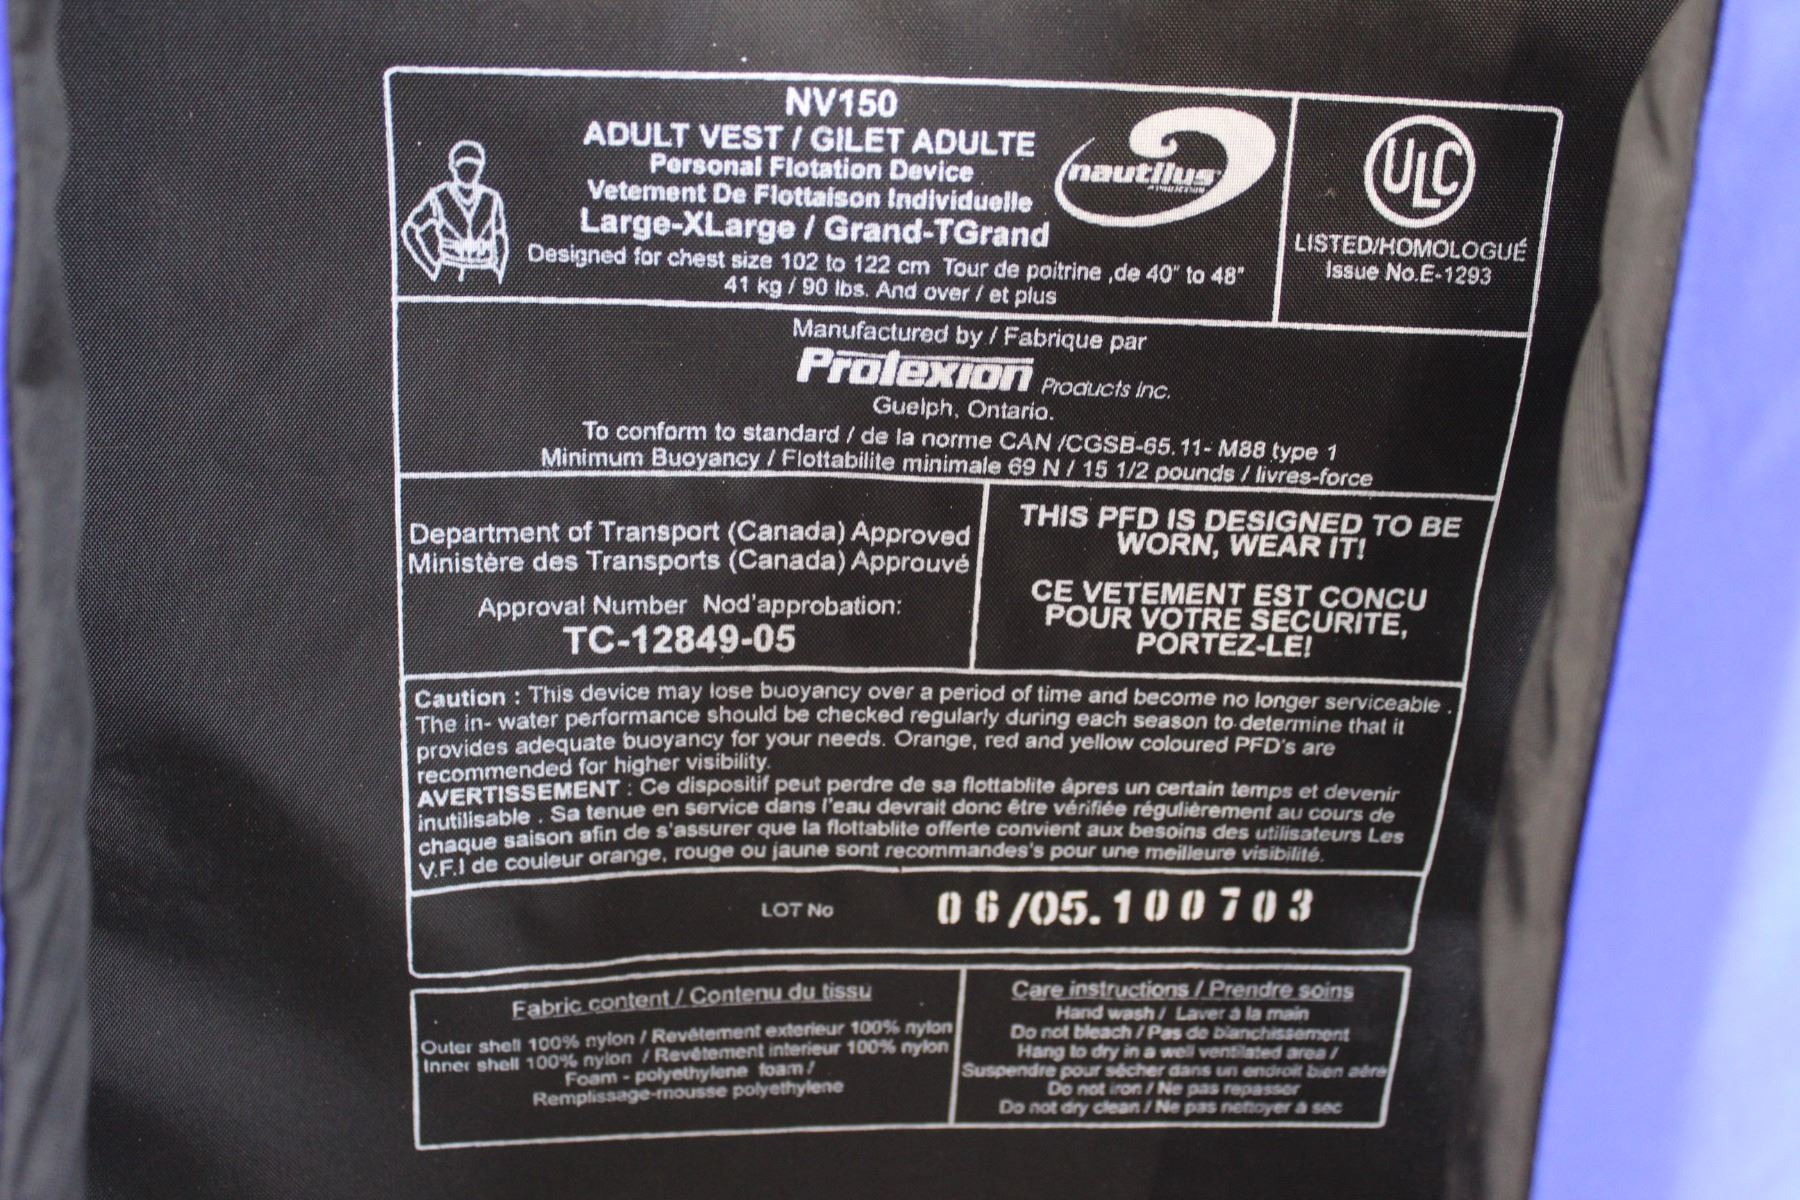 NV150
ADULT VEST / GILET ADULTE
Personal Flotation Device
Vetement De Flottaison Individuelle
Large-XLarge / Grand-TGrand
Designed for chest size 102 to 122 cm Tour de poitrine ,de 40" to 48"
41 kg / 90 lbs. And over / et plus
nautilus
ULC
LISTED/HOMOLOGUÉ
Issue No.E-1293
Manufactured by / Fabrique par
Protexion Products Inc.
Guelph, Ontario.
To conform to standard / de la norme CAN /CGSB-65.11- M88 type 1
Minimum Buoyancy / Flottabilite minimale 69 N / 15 1/2 pounds / livres-force
Department of Transport (Canada) Approved
Ministère des Transports (Canada) Approuvé
Approval Number Nod'approbation:
TC-12849-05
THIS PFD IS DESIGNED TO BE
WORN, WEAR IT!
CE VETEMENT EST CONCU
POUR VOTRE SECURITE,
PORTEZ-LE!
Caution : This device may lose buoyancy over a period of time and become no longer serviceable .
The in- water performance should be checked regularly during each season to determine that it
provides adequate buoyancy for your needs. Orange, red and yellow coloured PFD's are
recommended for higher visibility.
AVERTISSEMENT : Ce dispositif peut perdre de sa flottablite âpres un certain temps et devenir
inutilisable . Sa tenue en service dans l'eau devrait donc être vérifiée régulièrement au cours de
chaque saison afin de s'assurer que la flottablite offerte convient aux besoins des utilisateurs Les
V.F.I de couleur orange, rouge ou jaune sont recommandes's pour une meilleure visibilité.
LOT No 06/05.100703
Fabric content / Contenu du tissu
Outer shell 100% nylon / Revêtement exterieur 100% nylon
Inner shell 100% nylon / Revêtement interieur 100% nylon
Foam - polyethylene foam /
Remplissage-mousse polyethylene
Care instructions / Prendre soins
Hand wash / Laver à la main
Do not bleach / Pas de blanchissement
Hang to dry in a well ventilated area /
Suspendre pour sècher dans un endroit bien aére
Do not iron / Ne pas repasser
Do not dry clean / Ne pas nettoyer à sec